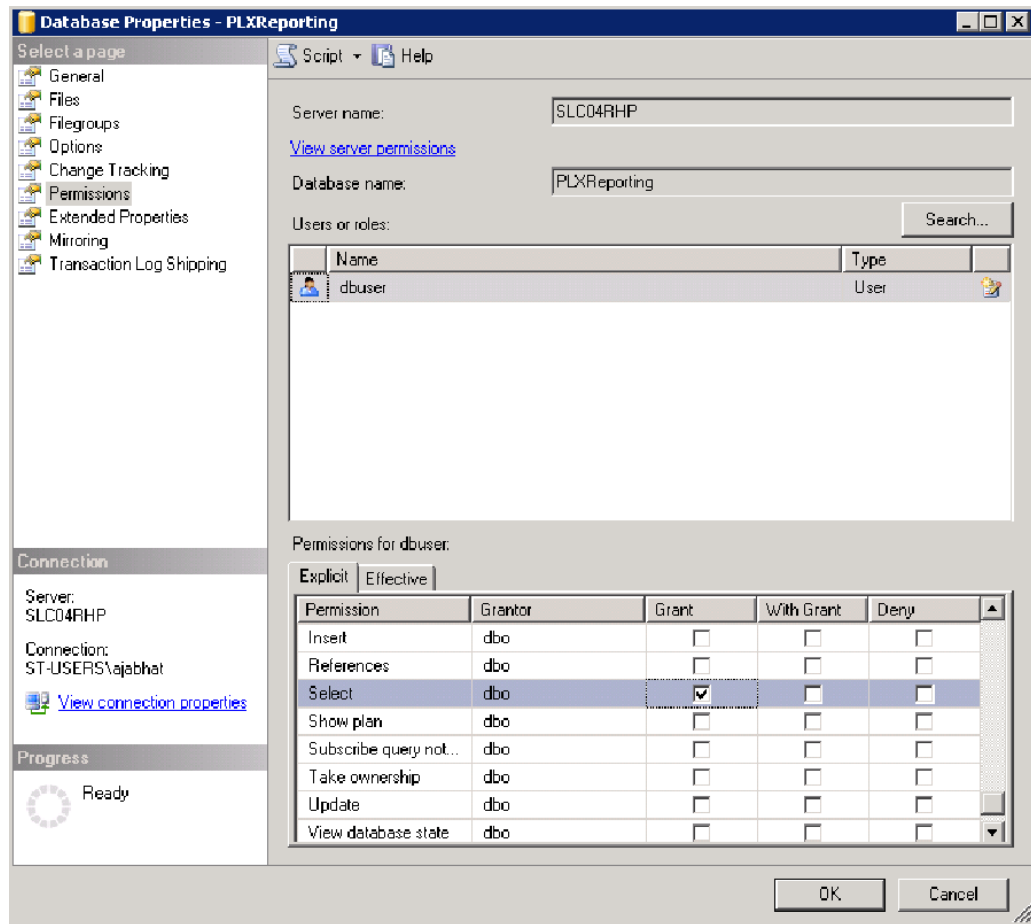 Database Properties - PLXReporting
Select a page
General
Files
Filegroups
Options
Change Tracking
Permissions
Extended Properties
Mirroring
Transaction Log Shipping
Connection
Server:
SLC04RHP
Connection:
ST-USERS\ajabhat
View connection properties
Progress
Ready
Script Help
Server name: SLC04RHP
View server permissions
Database name: PLXReporting
Users or roles: Search...
Name Type
dbuser User
Permissions for dbuser:
Explicit Effective
Permission Grantor Grant With Grant Deny
Insert dbo
References dbo
Select dbo
Show plan dbo
Subscribe query not... dbo
Take ownership dbo
Update dbo
View database state dbo
OK Cancel